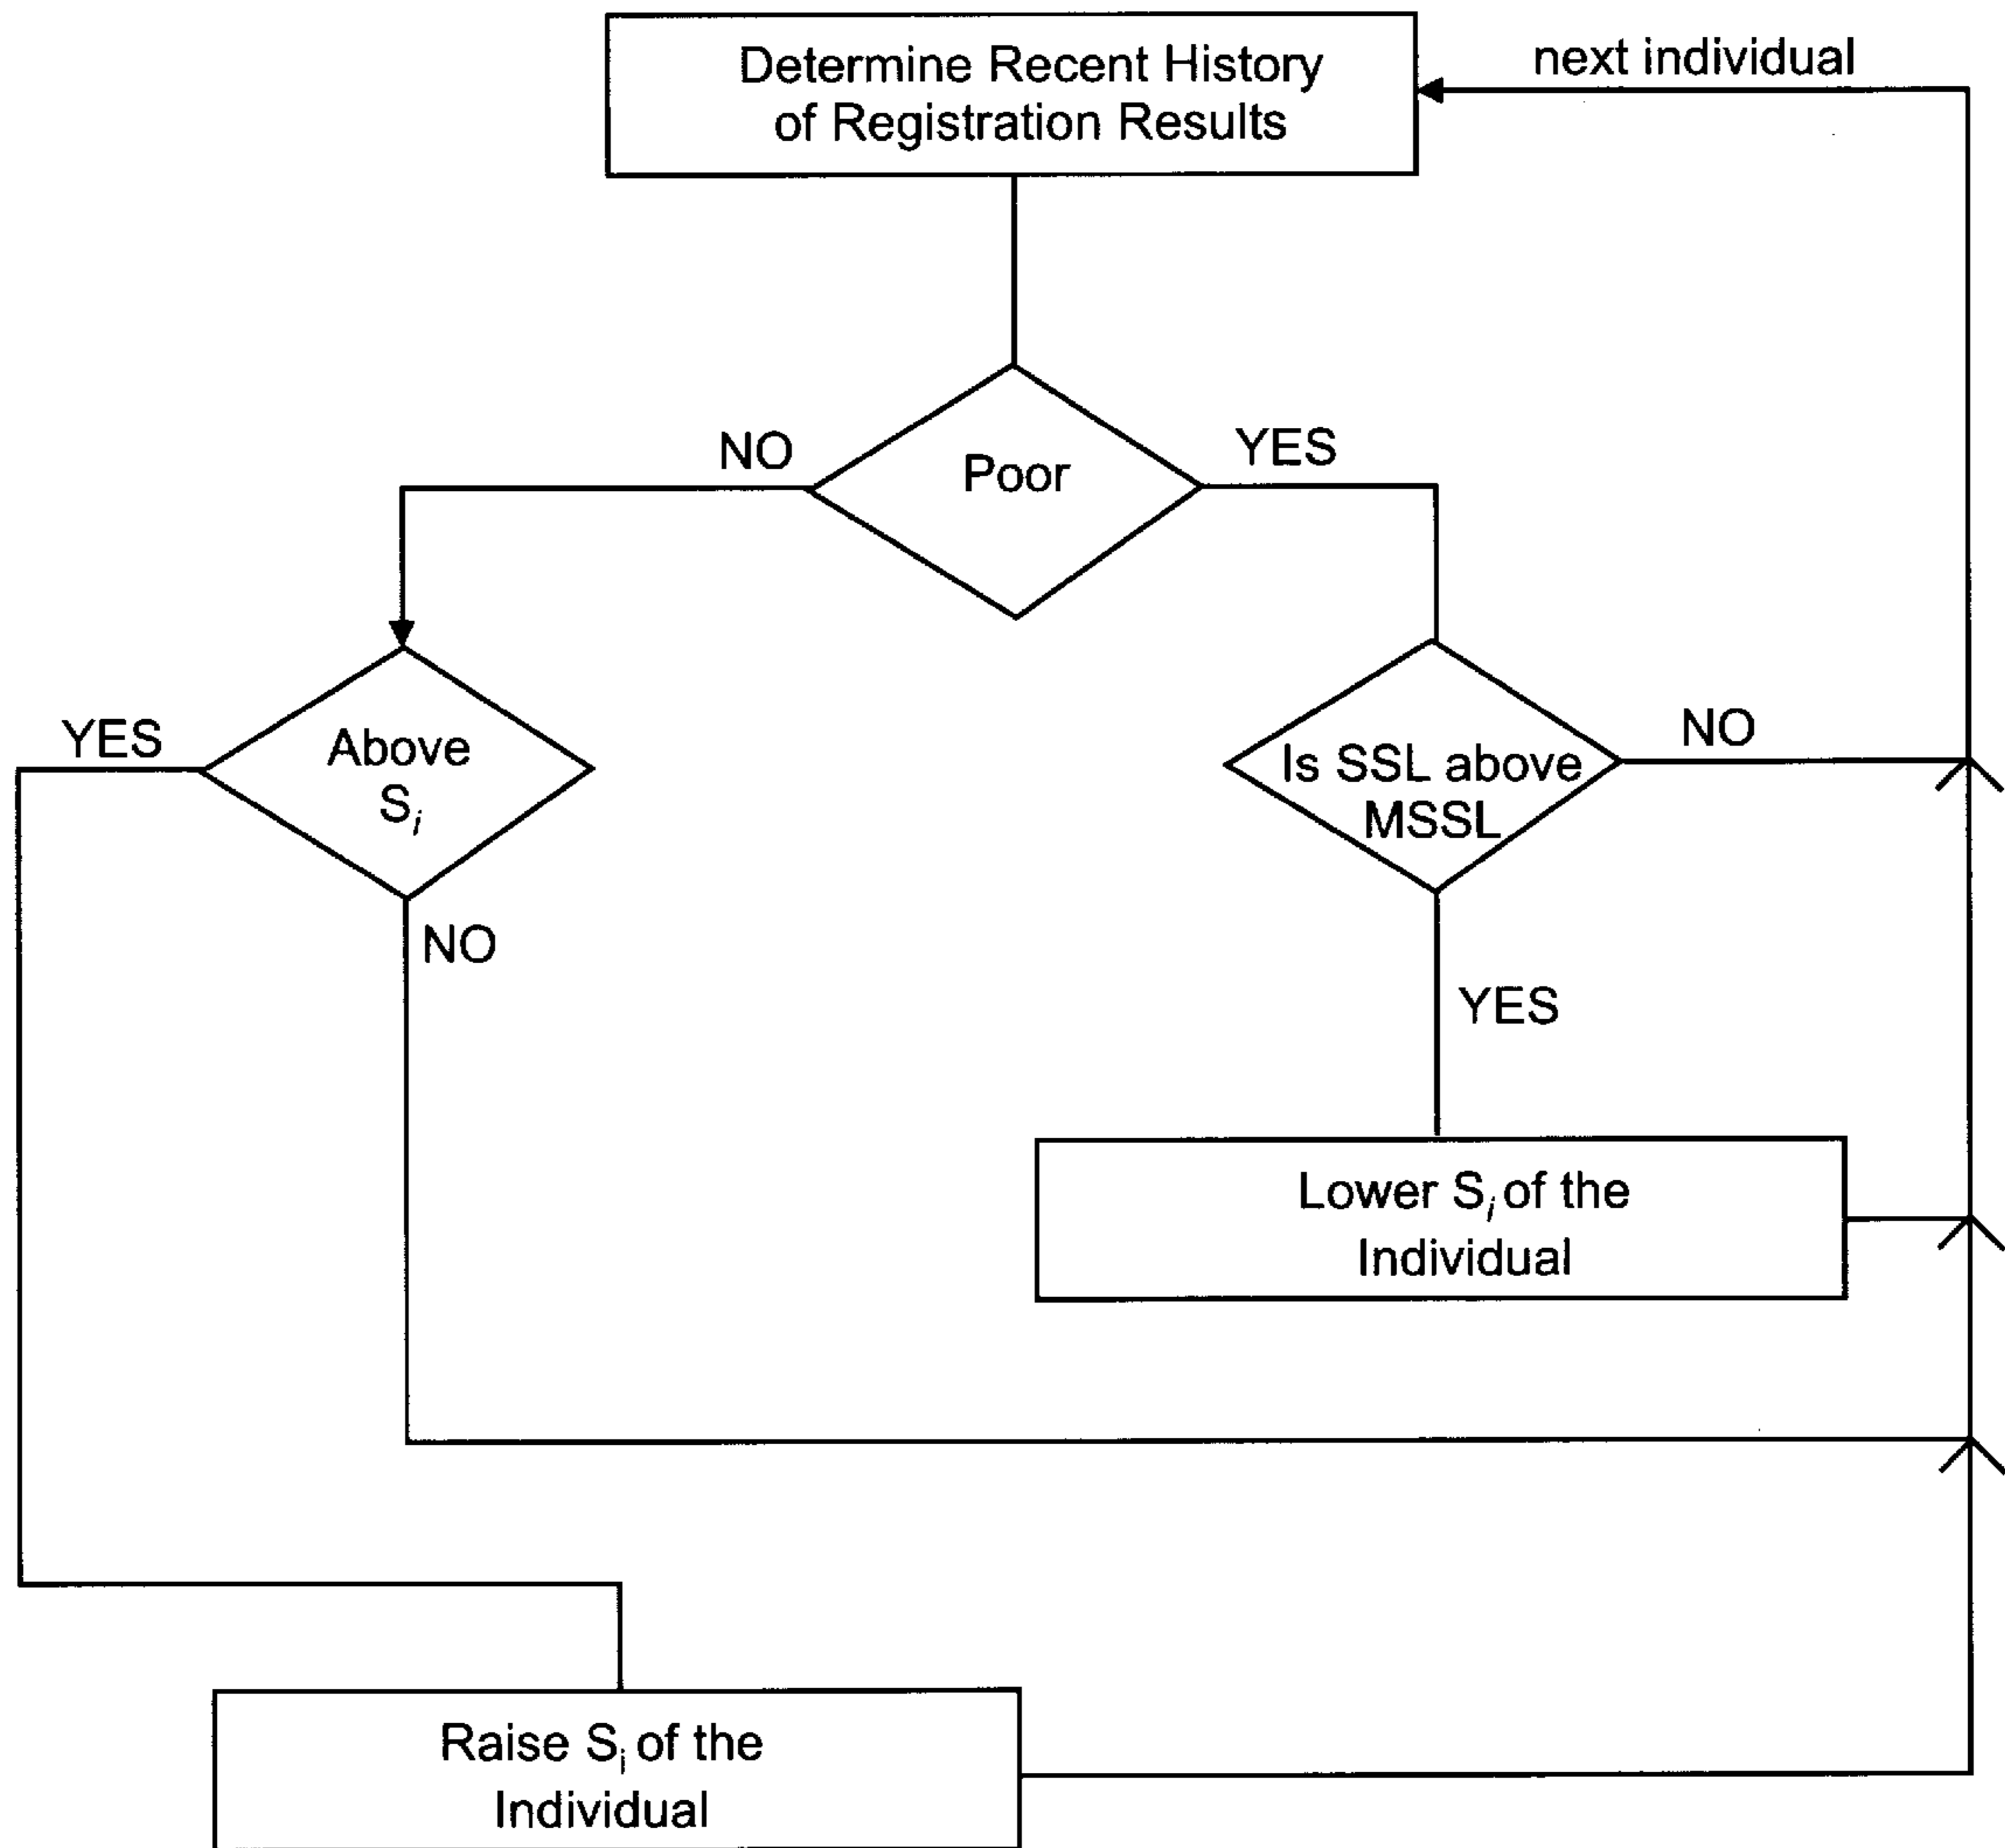 Determine Recent History
of Registration Results
next individual
NO
Poor
YES
YES
Above
Si
NO
Is SSL above
MSSL
NO
YES
Lower Si of the
Individual
Raise Si of the
Individual